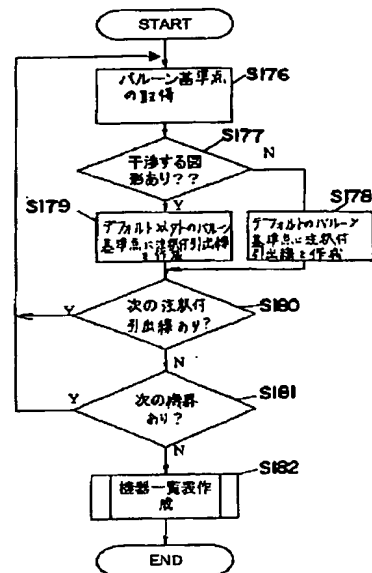 START
バルーン基準点
の取得
S176
S177
干渉する図
形あり??
N
Y
S179
デフォルト以外のバルーン
基準点に注釈付引出線
を作成
S178
デフォルトのバルーン
基準点に注釈付
引出線を作成
S180
次の注釈付
引出線あり?
Y
N
S181
次の機器
あり?
Y
N
S182
機器一覧表作
成
END